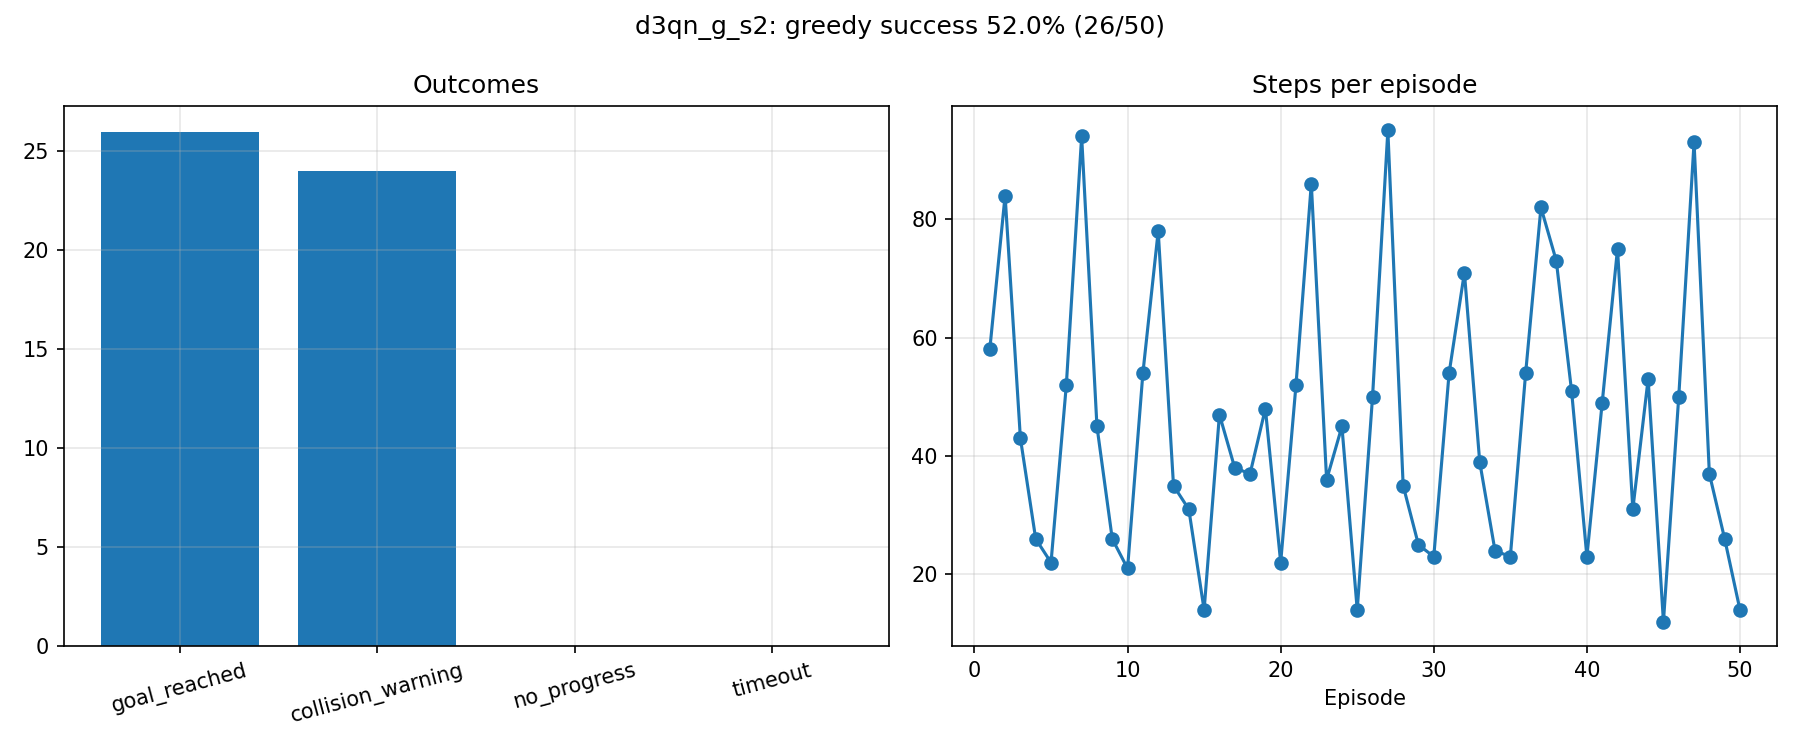 d3qn_g_s2: greedy success 52.0% (26/50)
Outcomes
25
20
15
10
5
0
goal_reached
collision_warning
no_progress
timeout
Steps per episode
80
60
40
20
0
10
20
30
40
50
Episode